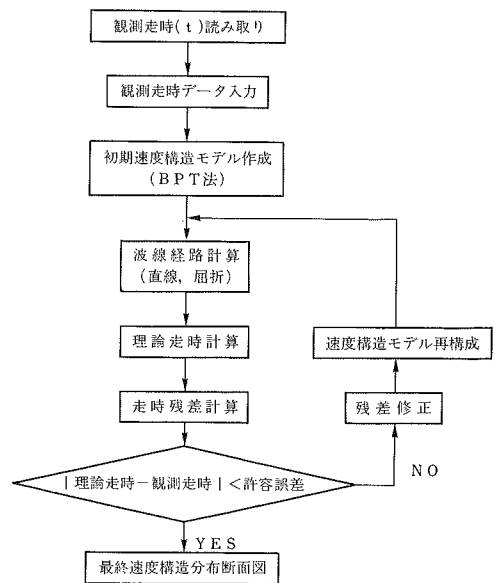 観測走時(t)読み取り
観測走時データ入力
初期速度構造モデル作成
(BPT法)
波線経路計算
(直線,屈折)
理論走時計算
走時残差計算
|理論走時−観測走時|<許容誤差
YES
最終速度構造分布断面図
NO
残差修正
速度構造モデル再構成